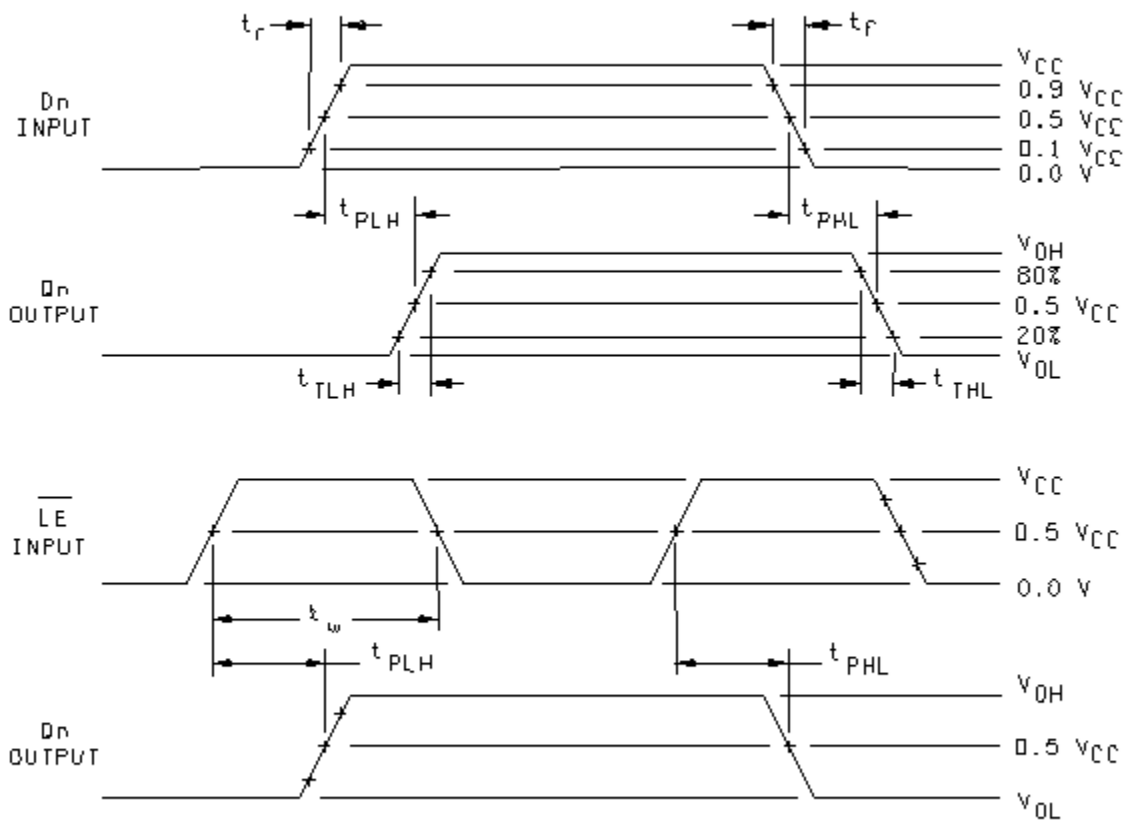 tr
tf
Dn
INPUT
VCC
0.9 VCC
0.5 VCC
0.1 VCC
0.0 V
tPLH
tPHL
Qn
OUTPUT
VOH
80%
0.5 VCC
20%
VOL
tTLH
tTHL
LE
INPUT
VCC
0.5 VCC
0.0 V
tw
tPLH
tPHL
Qn
OUTPUT
VOH
0.5 VCC
VOL